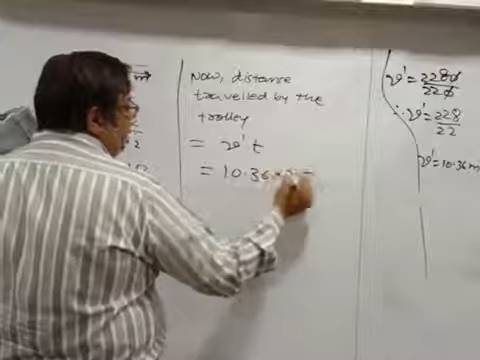 Now, distance
travelled by the
trolley
= v' t
= 10.36
v' = 2280/220
∴ v' = 228/22
v' = 10.36 m